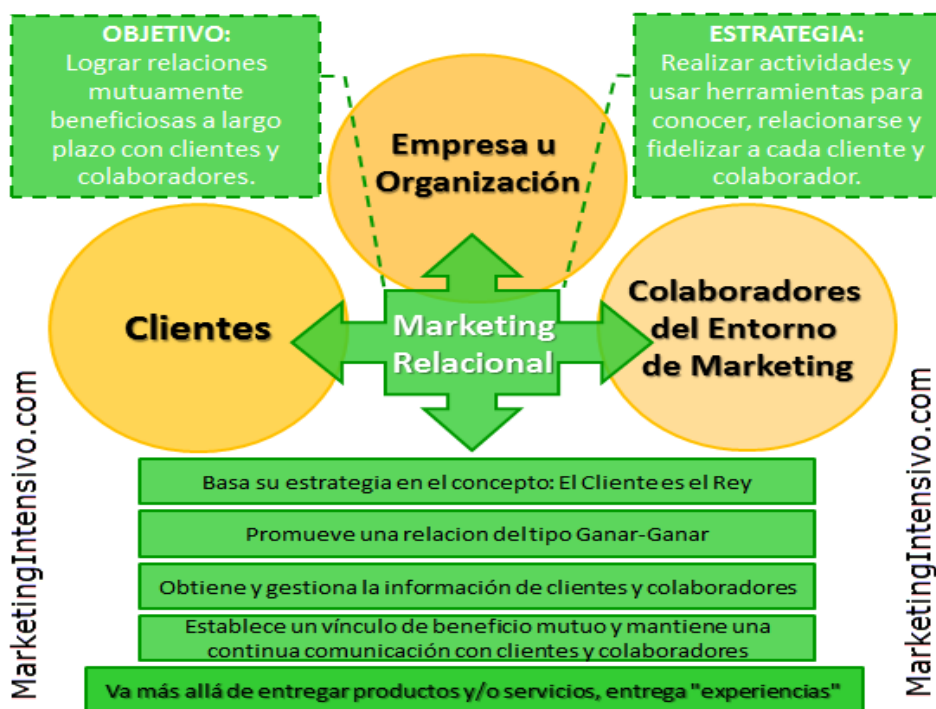 OBJETIVO:
Lograr relaciones
mutuamente
beneficiosas a largo
plazo con clientes y
colaboradores.
ESTRATEGIA:
Realizar actividades y
usar herramientas para
conocer, relacionarse y
fidelizar a cada cliente y
colaborador.
Empresa u
Organización
Clientes
Marketing
Relacional
Colaboradores
del Entorno
de Marketing
MarketingIntensivo.com
MarketingIntensivo.com
Basa su estrategia en el concepto: El Cliente es el Rey
Promueve una relacion del tipo Ganar-Ganar
Obtiene y gestiona la información de clientes y colaboradores
Establece un vínculo de beneficio mutuo y mantiene una
continua comunicación con clientes y colaboradores
Va más allá de entregar productos y/o servicios, entrega "experiencias"